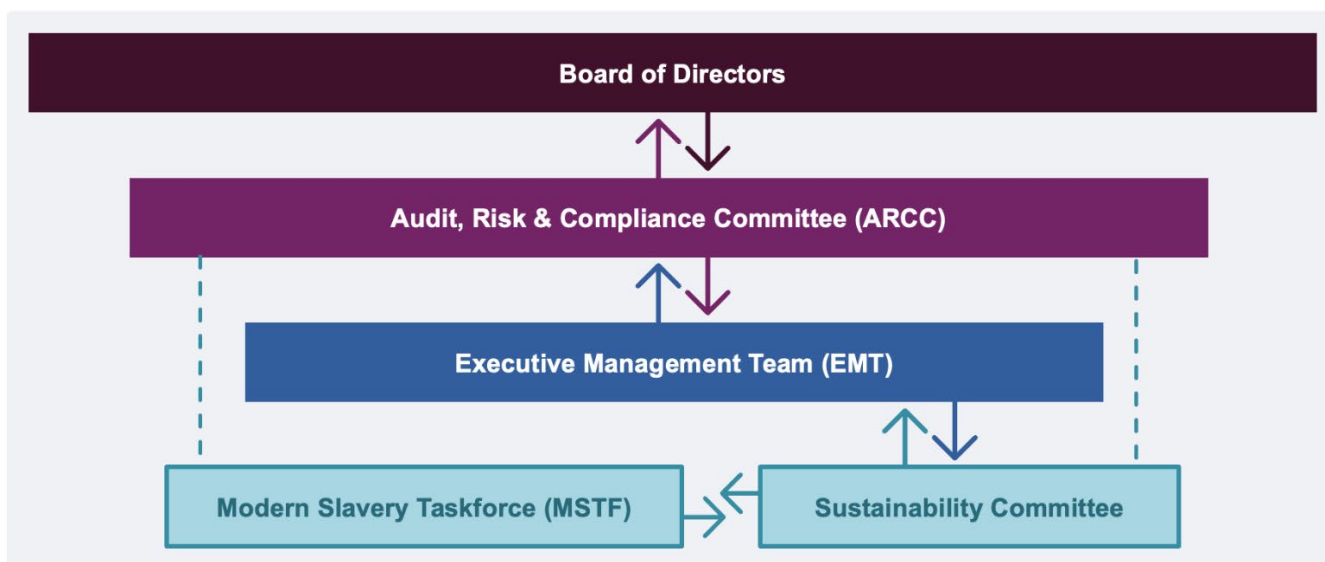 Board of Directors
Audit, Risk & Compliance Committee (ARCC)
Executive Management Team (EMT)
Modern Slavery Taskforce (MSTF)
Sustainability Committee